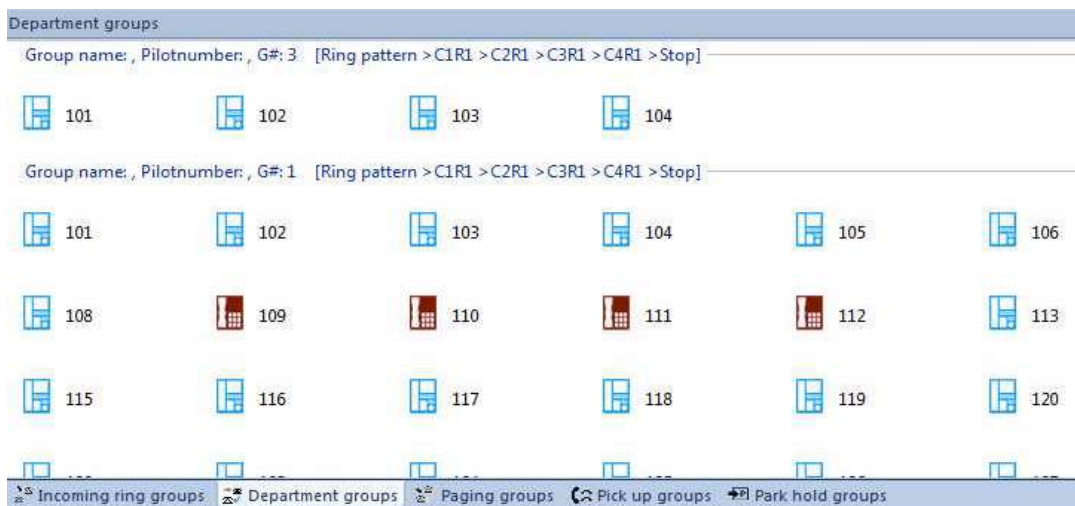 Department groups
Group name: , Pilotnumber: , G#: 3 [Ring pattern >C1R1 >C2R1 >C3R1 >C4R1 >Stop]
101 102 103 104
Group name: , Pilotnumber: , G#: 1 [Ring pattern >C1R1 >C2R1 >C3R1 >C4R1 >Stop]
101 102 103 104 105 106
108 109 110 111 112 113
115 116 117 118 119 120
Incoming ring groups Department groups Paging groups Pick up groups Park hold groups